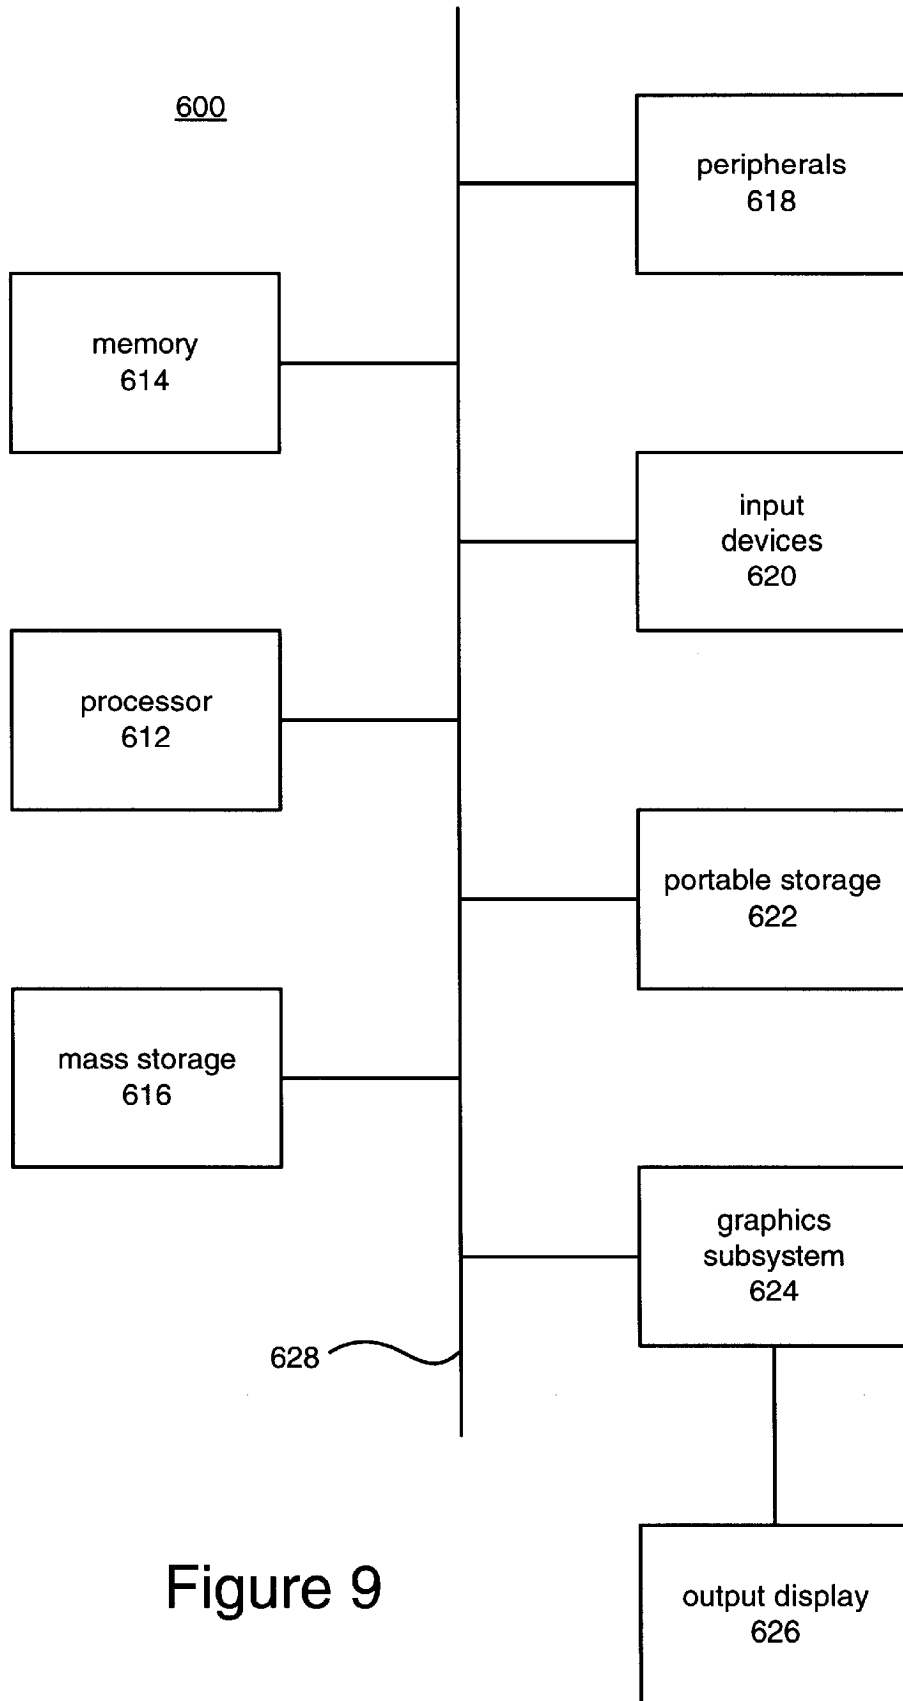 600
peripherals
618
memory
614
input
devices
620
processor
612
portable storage
622
mass storage
616
graphics
subsystem
624
628
output display
626
Figure 9